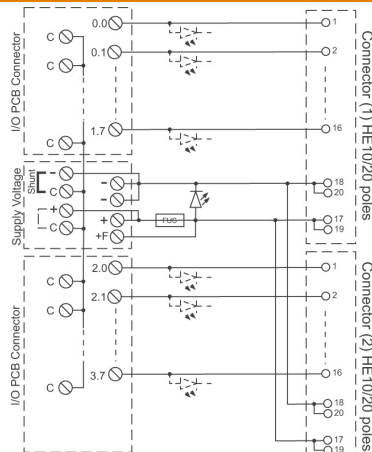 0.0
1
C
0.1
2
C
I/O PCB Connector
Connector (1) HE10/20 poles
1.7
16
C
Supply Voltage
Shunt
-
-
18
C
-
20
+
+
FUS
17
C
+F
19
2.0
1
C
2.1
2
C
I/O PCB Connector
Connector (2) HE10/20 poles
3.7
16
C
18
20
17
19